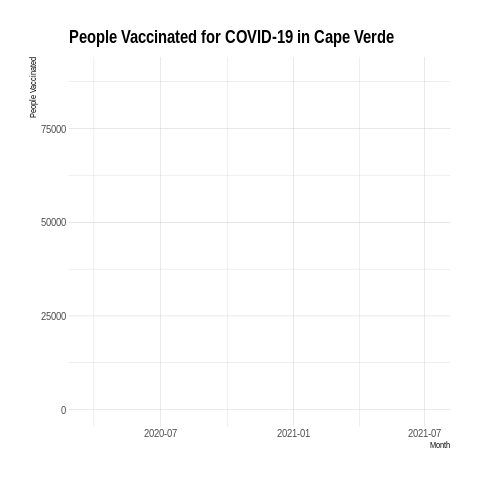 People Vaccinated for COVID-19 in Cape Verde
People Vaccinated
75000
50000
25000
0
2020-07
2021-01
2021-07
Month